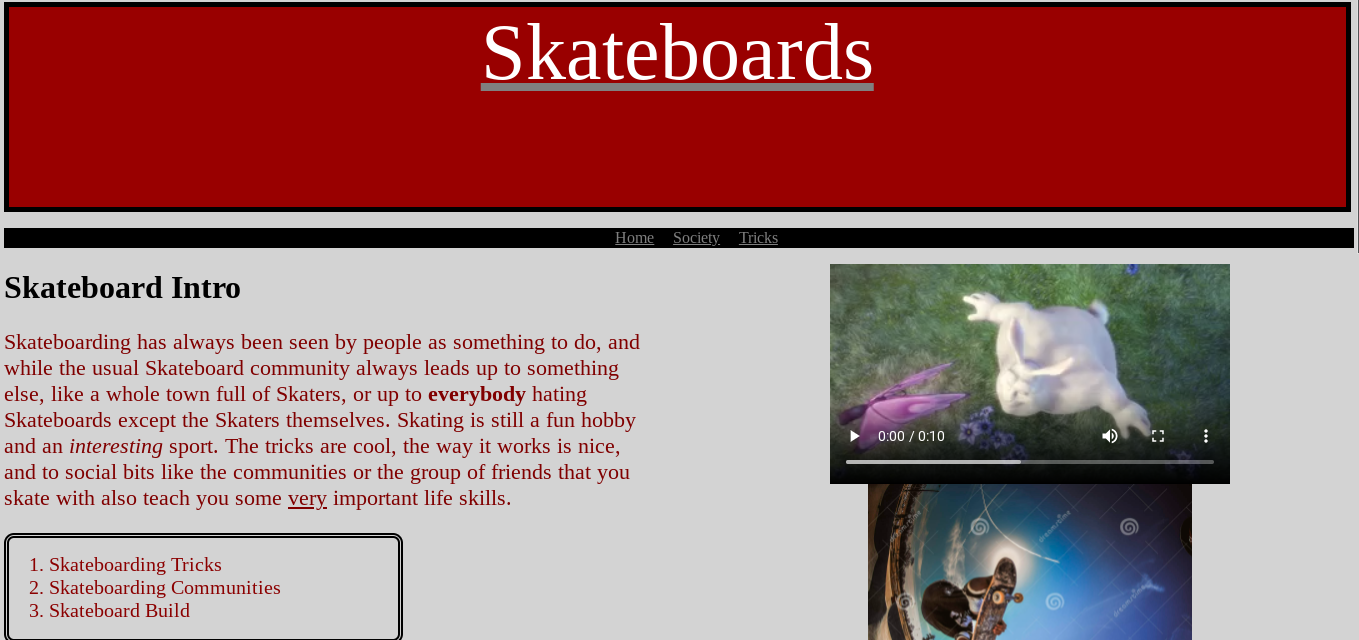 Skateboards
Home Society Tricks
Skateboard Intro
Skateboarding has always been seen by people as something to do, and
while the usual Skateboard community always leads up to something
else, like a whole town full of Skaters, or up to everybody hating
Skateboards except the Skaters themselves. Skating is still a fun hobby
and an interesting sport. The tricks are cool, the way it works is nice,
and to social bits like the communities or the group of friends that you
skate with also teach you some very important life skills.
1. Skateboarding Tricks
2. Skateboarding Communities
3. Skateboard Build
0:00 / 0:10